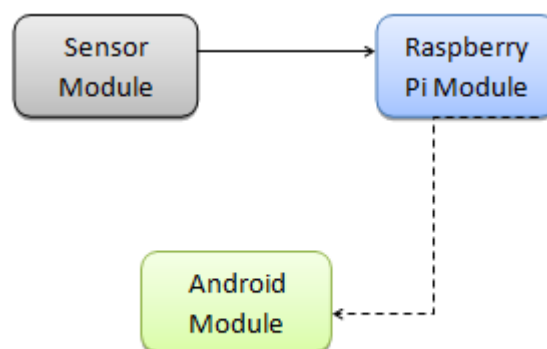 Sensor
Module
Raspberry
Pi Module
Android
Module